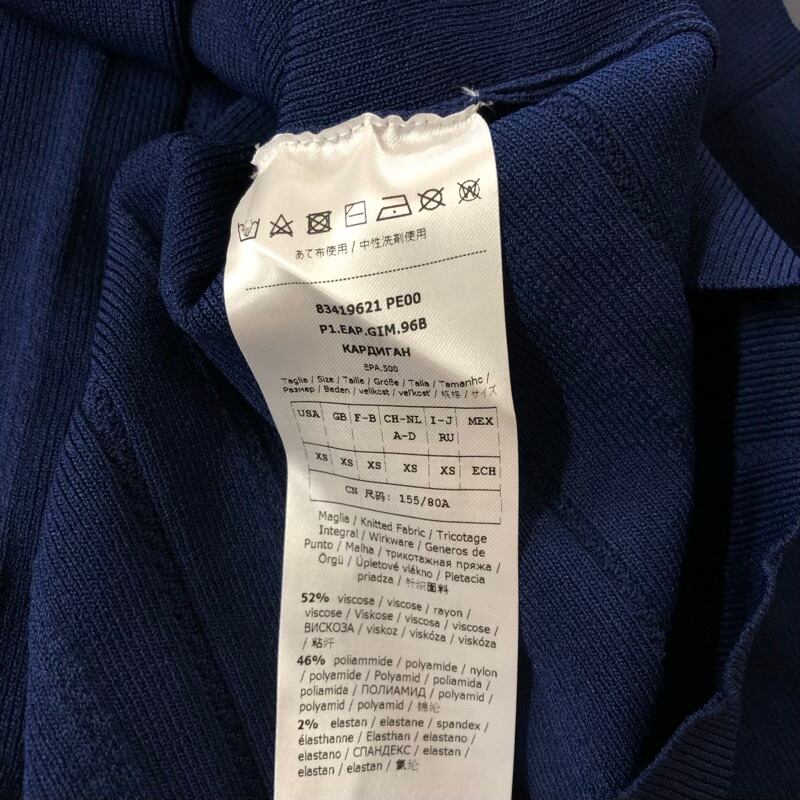 あて布使用 / 中性洗剤使用
83419621 PE00
P1.EAP.GIM.96B
КАРДИГАН
EPA.500
Taglia / Size / Taille / Größe / Talla / Tamanho /
Размер / Beden / velikost / veľkosť / 規格 / サイズ
USA GB F-B CH-NL I-J MEX
A-D RU
XS XS XS XS XS ECH
CN 尺码: 155/80A
Maglia / Knitted Fabric / Tricotage
Integral / Wirkware / Generos de
Punto / Malha / трикотажная пряжа /
Örgü / Úpletové vlákno / Pletacia
priadza / 针织面料
52% viscosa / viscose / rayon /
viscose / Viskose / viscosa / viscose /
ВИСКОЗА / viskoz / viskóza / viskóza
/ 粘纤
46% poliammide / polyamide / nylon
/ polyamide / Polyamid / poliamida /
poliamida / ПОЛИАМИД / polyamid /
polyamid / polyamid / 锦纶
2% elastan / elastane / spandex /
élasthanne / Elasthan / elastano /
elastano / СПАНДЕКС / elastan /
elastan / elastan / 氨纶